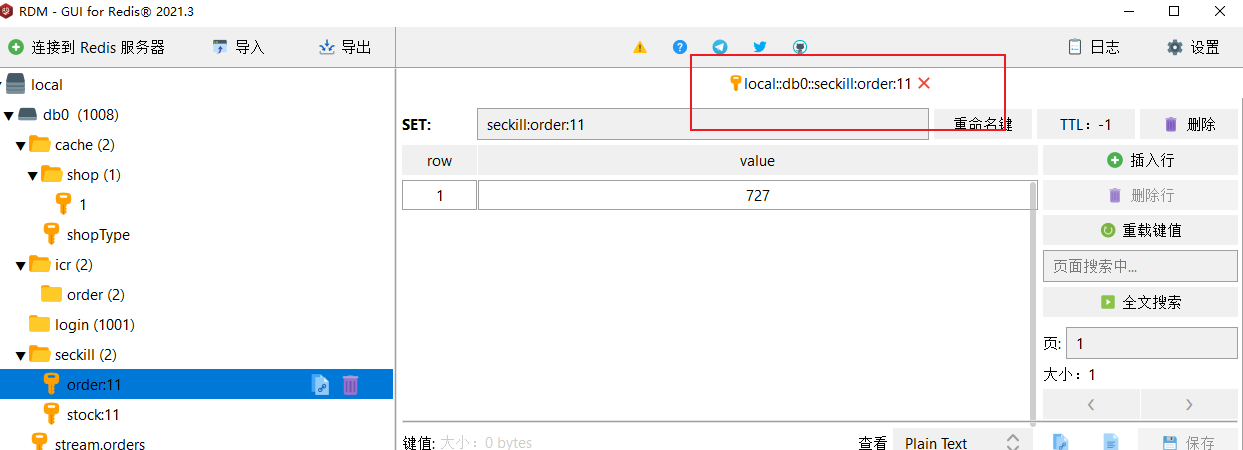 RDM - GUI for Redis® 2021.3
连接到 Redis 服务器
导入
导出
日志
设置
local
db0 (1008)
cache (2)
shop (1)
1
shopType
icr (2)
order (2)
login (1001)
seckill (2)
order:11
stock:11
stream.orders
local::db0::seckill:order:11
SET:
seckill:order:11
重命名键
TTL：-1
删除
row
value
1
727
插入行
删除行
重载键值
页面搜索中...
全文搜索
页:
1
大小：1
键值:
大小：0 bytes
查看
Plain Text
保存